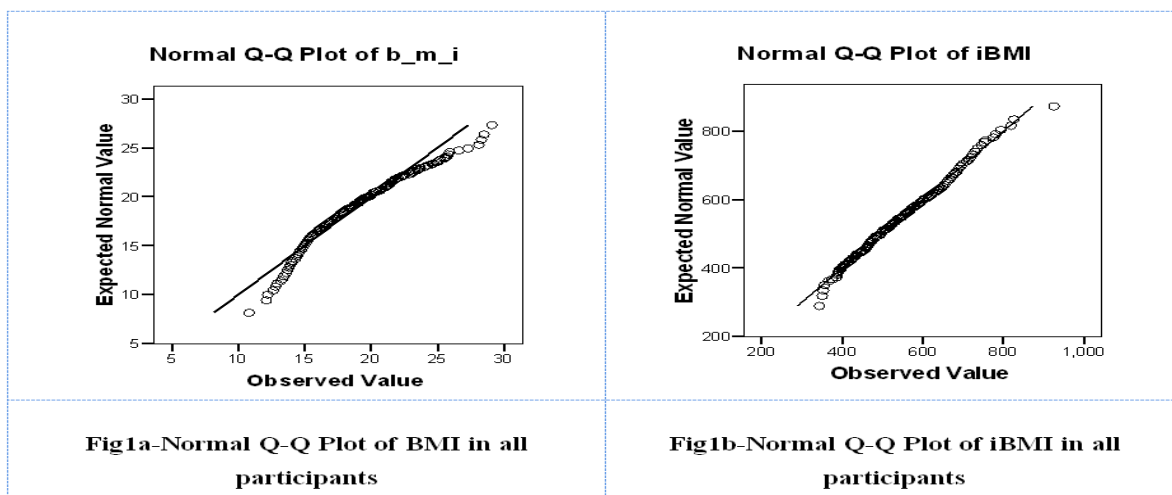 Normal Q-Q Plot of b_m_i
Expected Normal Value
30
25
20
15
10
5
5 10 15 20 25 30
Observed Value
Normal Q-Q Plot of iBMI
Expected Normal Value
800
600
400
200
200 400 600 800 1,000
Observed Value
Fig1a-Normal Q-Q Plot of BMI in all
participants
Fig1b-Normal Q-Q Plot of iBMI in all
participants